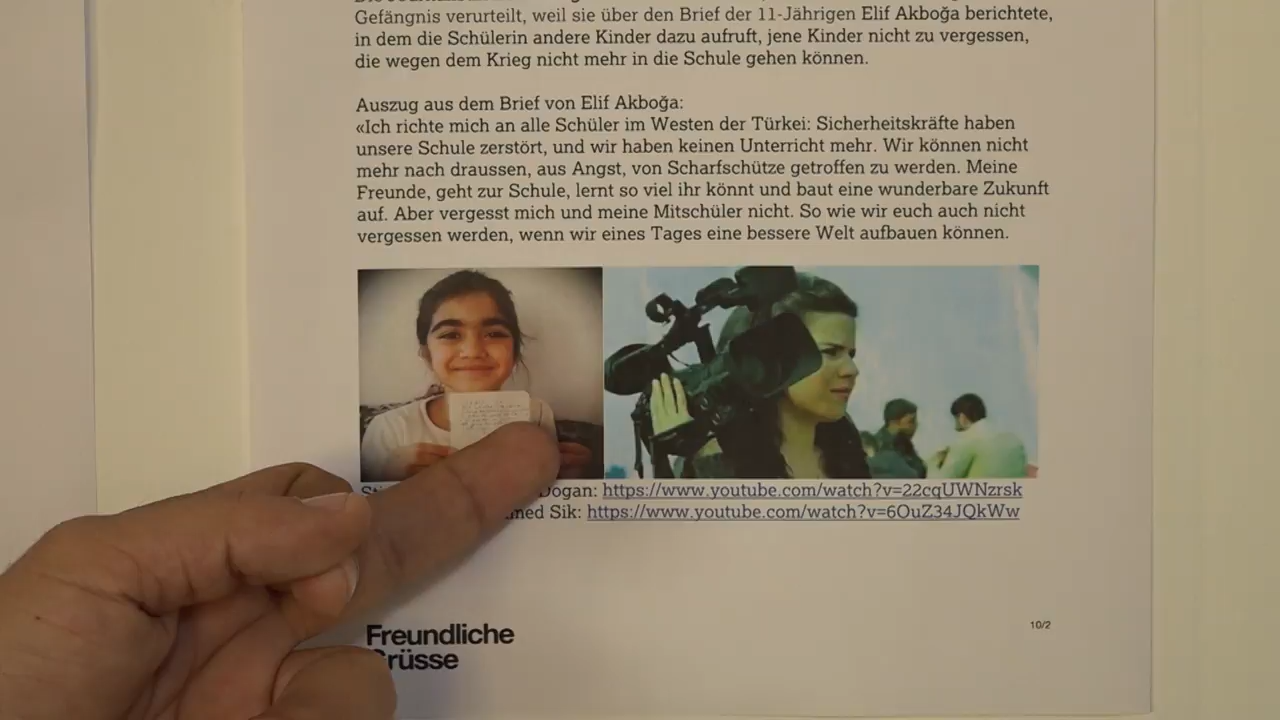 Gefängnis verurteilt, weil sie über den Brief der 11-Jährigen Elif Akboğa berichtete,
in dem die Schülerin andere Kinder dazu aufruft, jene Kinder nicht zu vergessen,
die wegen dem Krieg nicht mehr in die Schule gehen können.
Auszug aus dem Brief von Elif Akboğa:
«Ich richte mich an alle Schüler im Westen der Türkei: Sicherheitskräfte haben
unsere Schule zerstört, und wir haben keinen Unterricht mehr. Wir können nicht
mehr nach draussen, aus Angst, von Scharfschütze getroffen zu werden. Meine
Freunde, geht zur Schule, lernt so viel ihr könnt und baut eine wunderbare Zukunft
auf. Aber vergesst mich und meine Mitschüler nicht. So wie wir euch auch nicht
vergessen werden, wenn wir eines Tages eine bessere Welt aufbauen können.
Dogan: https://www.youtube.com/watch?v=22cqUWNzrsk
Sik: https://www.youtube.com/watch?v=6OuZ34JQkWw
Freundliche
10/2